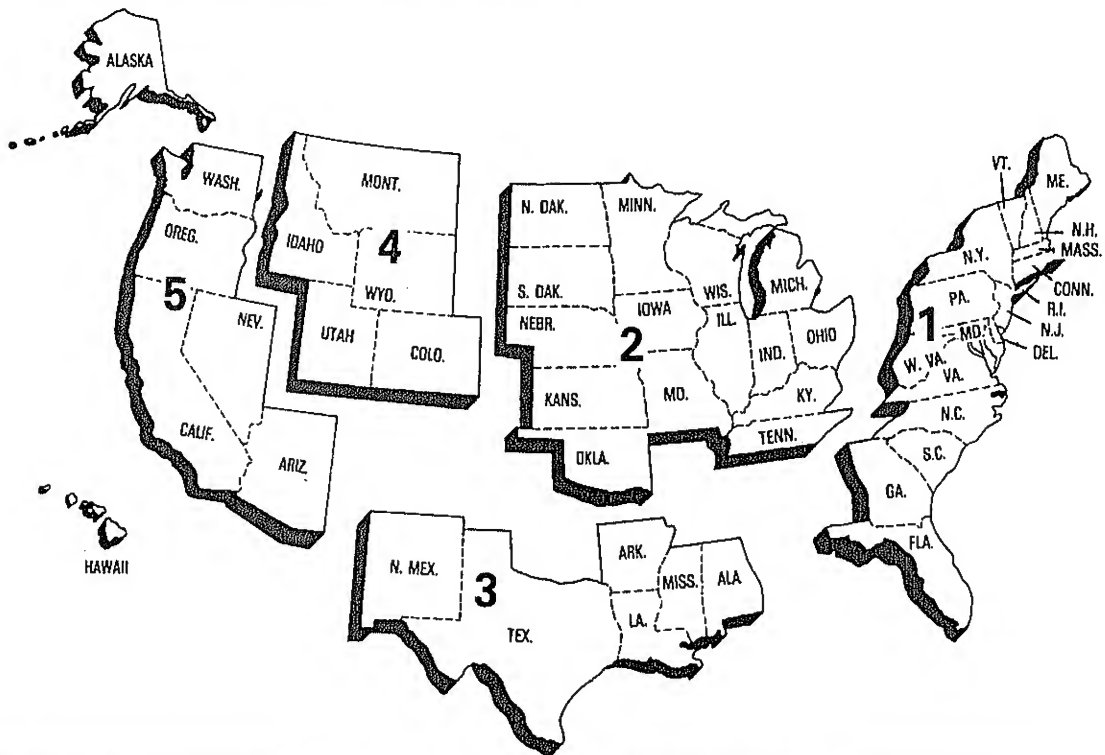 ALASKA
WASH.
OREG.
5
NEV.
CALIF.
ARIZ.
HAWAII
MONT.
IDAHO
4
WYO.
UTAH
COLO.
N. DAK.
MINN.
S. DAK.
WIS.
MICH.
NEBR.
IOWA
2
ILL.
IND.
OHIO
KANS.
MO.
KY.
OKLA.
TENN.
N. MEX.
3
TEX.
ARK.
MISS.
ALA
LA.
VT.
ME.
N.H.
MASS.
N.Y.
CONN.
R.I.
PA.
N.J.
1
MD.
DEL.
W. VA.
VA.
N.C.
S.C.
GA.
FLA.